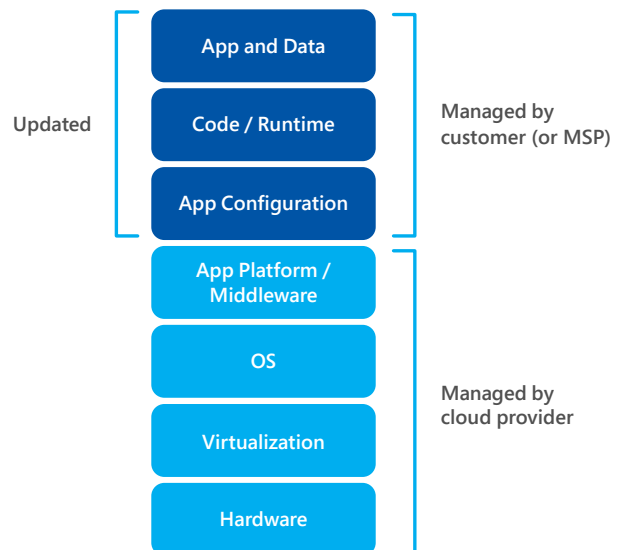 App and Data
Updated
Code / Runtime
Managed by
customer (or MSP)
App Configuration
App Platform /
Middleware
OS
Managed by
cloud provider
Virtualization
Hardware